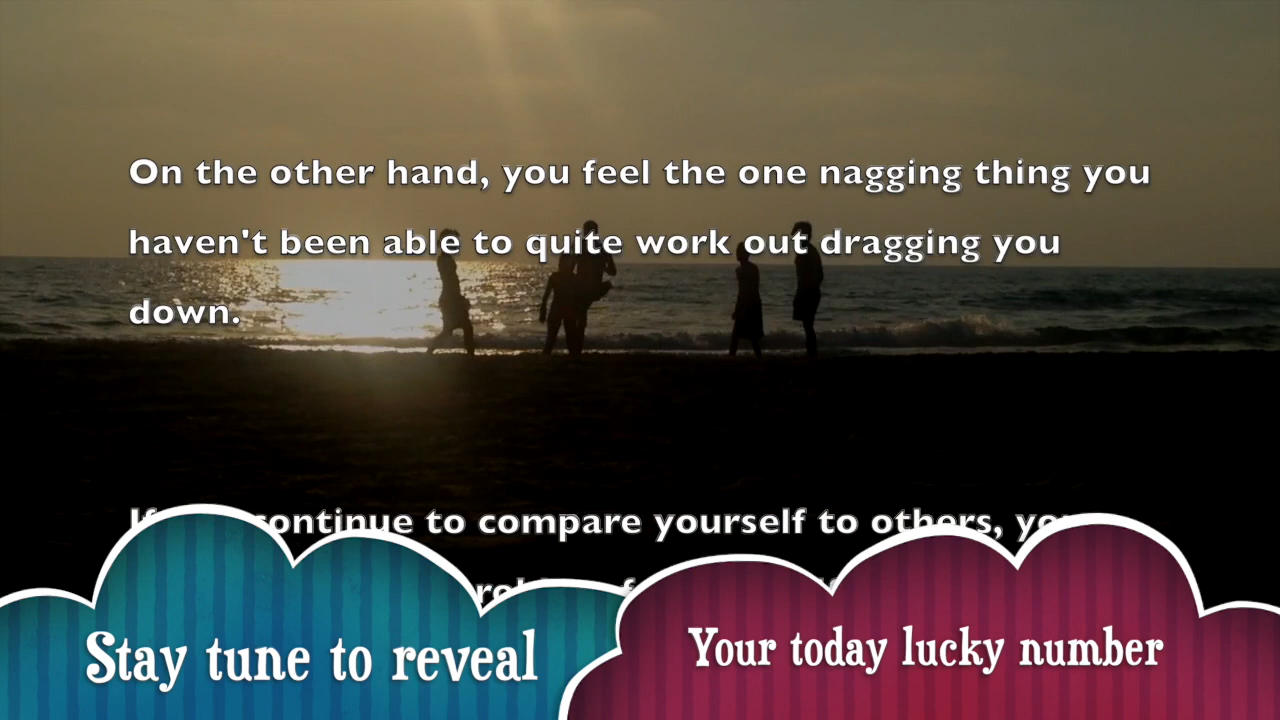 On the other hand, you feel the one nagging thing you
haven't been able to quite work out dragging you
down.
continue to compare yourself to others,
Stay tune to reveal
Your today lucky number